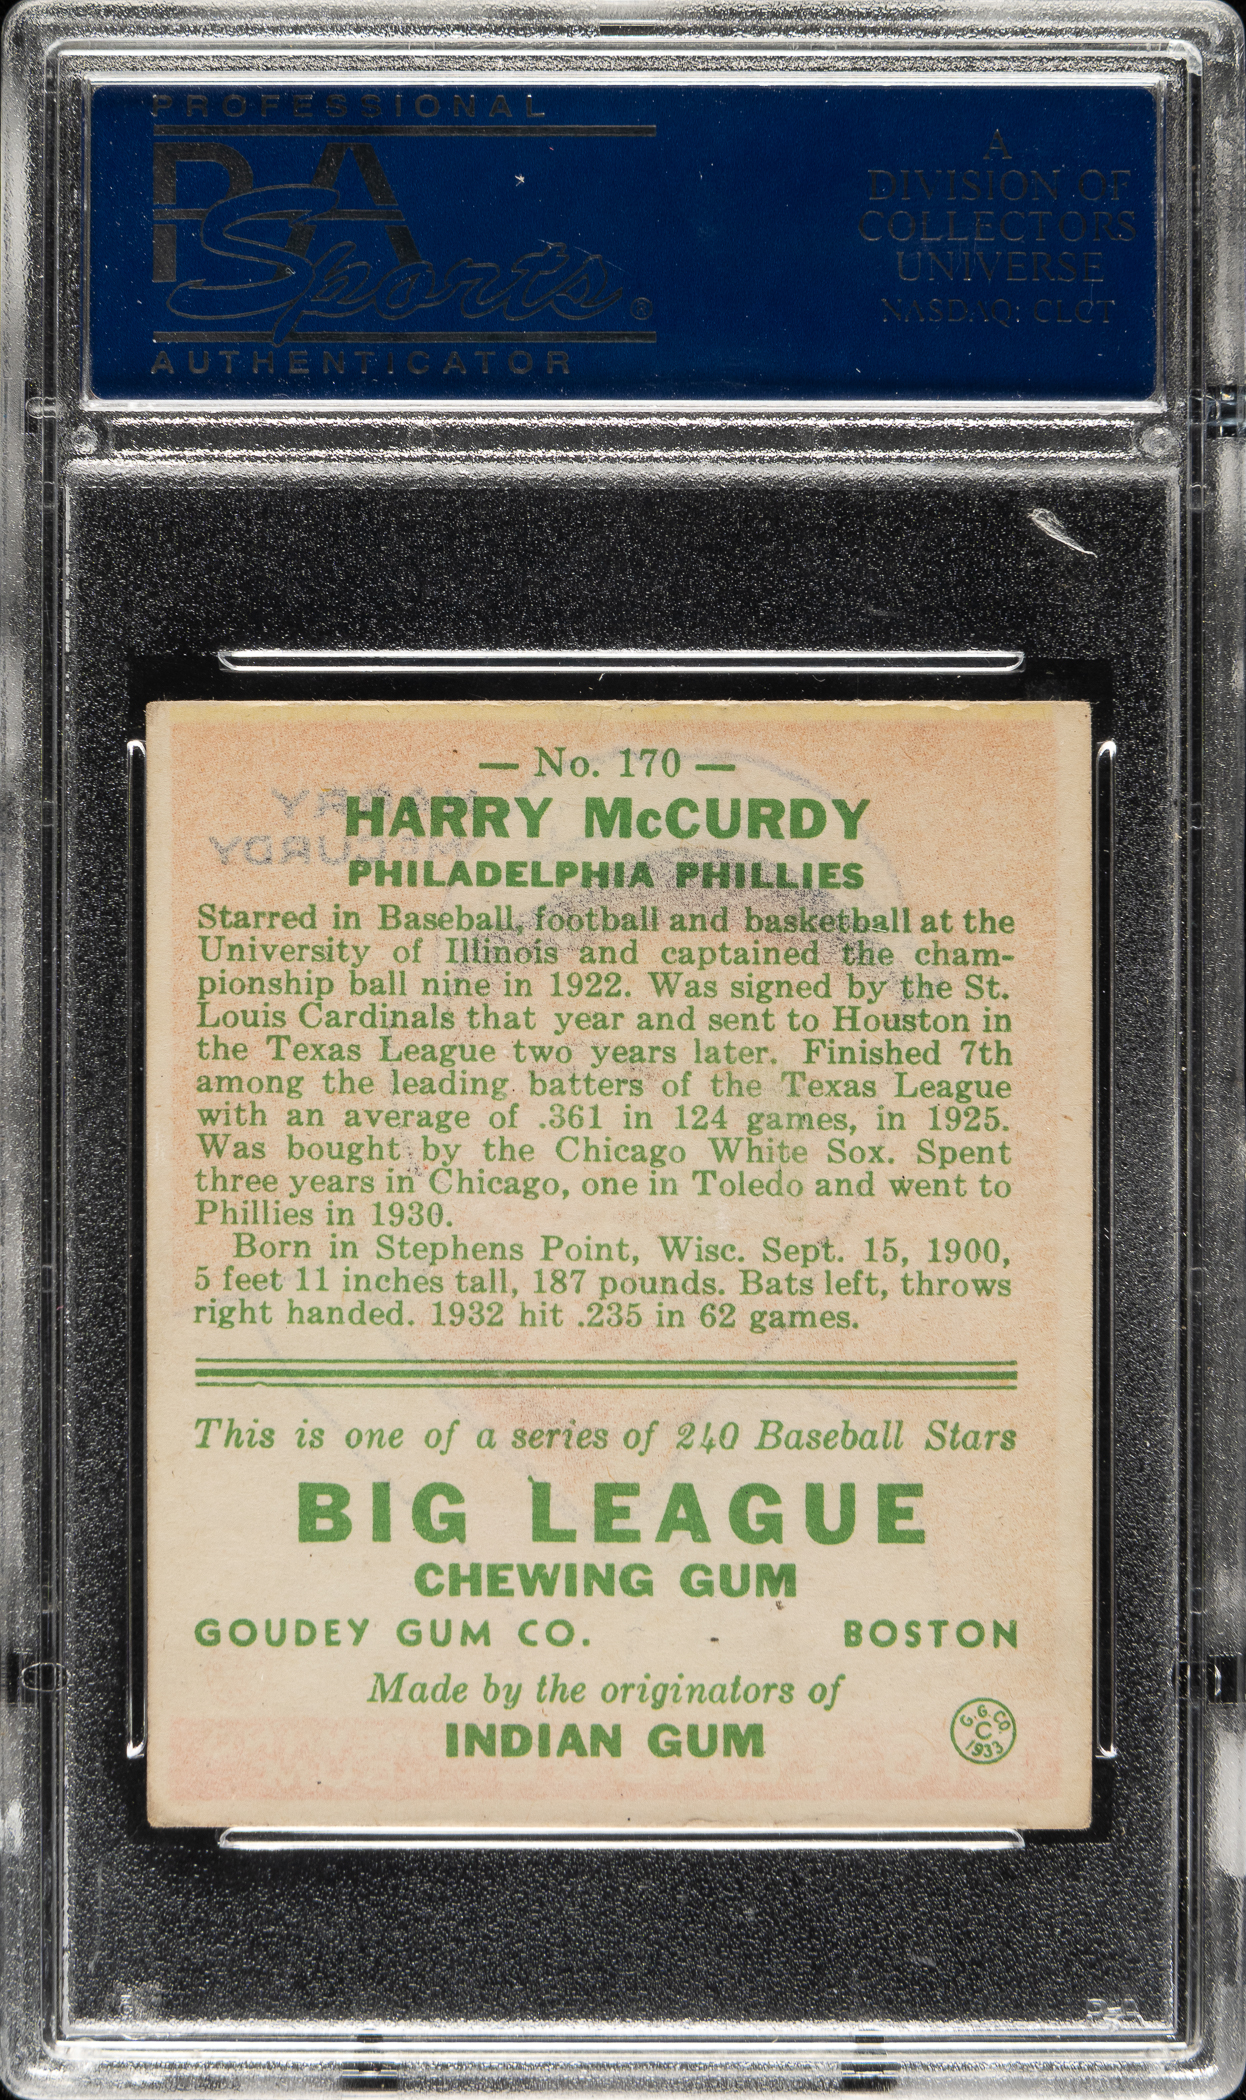 PROFESSIONAL
PSA
Sports®
AUTHENTICATOR
A
DIVISION OF
COLLECTORS
UNIVERSE
NASDAQ: CLCT
— No. 170 —
HARRY McCURDY
HARRY
McCURDY
PHILADELPHIA PHILLIES
Starred in Baseball, football and basketball at the
University of Illinois and captained the cham-
pionship ball nine in 1922. Was signed by the St.
Louis Cardinals that year and sent to Houston in
the Texas League two years later. Finished 7th
among the leading batters of the Texas League
with an average of .361 in 124 games, in 1925.
Was bought by the Chicago White Sox. Spent
three years in Chicago, one in Toledo and went to
Phillies in 1930.
Born in Stephens Point, Wisc. Sept. 15, 1900,
5 feet 11 inches tall, 187 pounds. Bats left, throws
right handed. 1932 hit .235 in 62 games.
This is one of a series of 240 Baseball Stars
BIG LEAGUE
CHEWING GUM
GOUDEY GUM CO. BOSTON
Made by the originators of
INDIAN GUM
G. G. CO.
C
1933
PSA